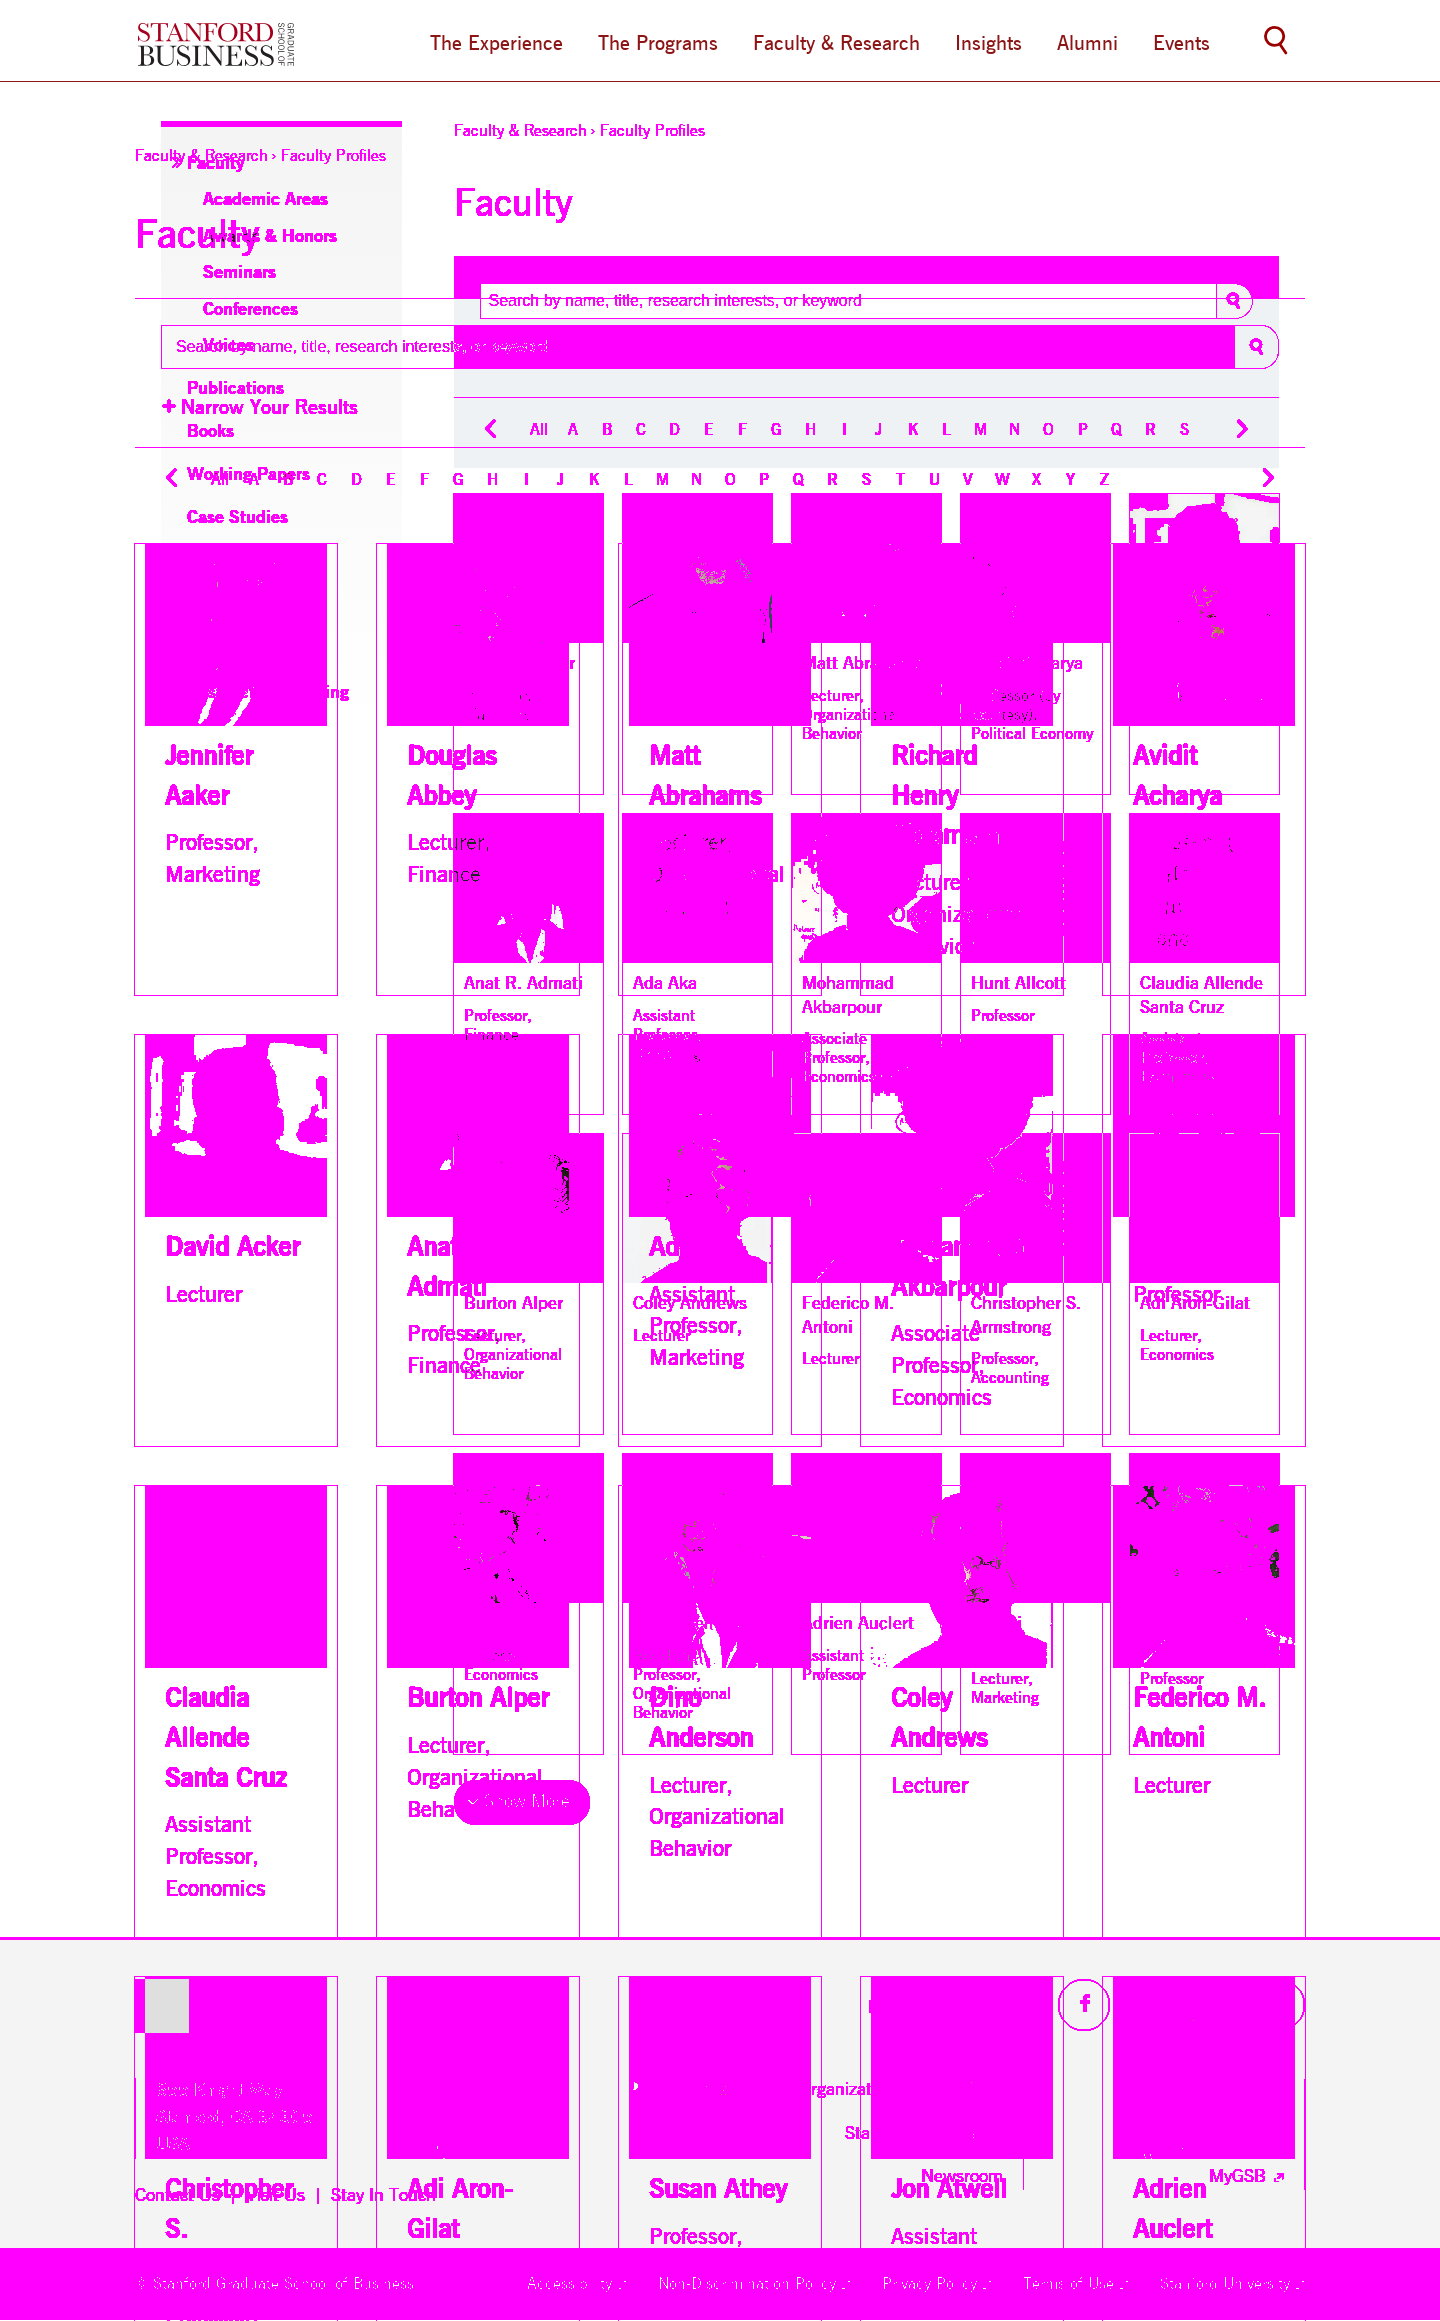 STANFORD
BUSINESS
GRADUATE
SCHOOL OF
The Experience
The Programs
Faculty & Research
Insights
Alumni
Events
Faculty & Research › Faculty Profiles
Faculty & Research › Faculty Profiles
» Faculty
Academic Areas
Faculty
Faculty
Awards & Honors
Seminars
Conferences
Search by name, title, research interests, or keyword
Voices
Search by name, title, research interests, or keyword
Publications
+ Narrow Your Results
Books
All A B C D E F G H I J K L M N O P Q R S
Working Papers
All A B C D E F G H I J K L M N O P Q R S T U V W X Y Z
Case Studies
Matt
Lecturer,
Organizational
Behavior
Political Economy
Jennifer
Aaker
Professor,
Marketing
Douglas
Abbey
Lecturer,
Finance
Matt
Abrahams
Richard
Henry
Avidit
Acharya
Anat R. Admati
Professor,
Finance
Ada Aka
Assistant
Professor,
Mohammad
Akbarpour
Associate
Professor,
Economics
Hunt Allcott
Professor
Claudia Allende
Santa Cruz
David Acker
Lecturer
Admati
Professor,
Finance
Assistant
Professor,
Marketing
Akbarpour
Associate
Professor,
Economics
Professor
Burton Alper
Lecturer,
Organizational
Behavior
Coley Andrews
Lecturer
Federico M.
Antoni
Lecturer
Christopher S.
Armstrong
Professor,
Accounting
Adi Aron-Gilat
Lecturer,
Economics
Economics
Professor,
Organizational
Behavior
Adrien Auclert
Assistant
Professor
Lecturer,
Marketing
Professor
Claudia
Allende
Santa Cruz
Assistant
Professor,
Economics
Burton Alper
Lecturer,
Organizational
Show More
Dino
Anderson
Lecturer,
Organizational
Behavior
Coley
Andrews
Lecturer
Federico M.
Antoni
Lecturer
USA
Newsroom
MyGSB
Contact Us | Visit Us | Stay In Touch
Christopher
S.
Adi Aron-
Gilat
Susan Athey
Professor,
Jon Atwell
Assistant
Adrien
Auclert
© Stanford Graduate School of Business
Accessibility
Non-Discrimination Policy
Privacy Policy
Terms of Use
Stanford University